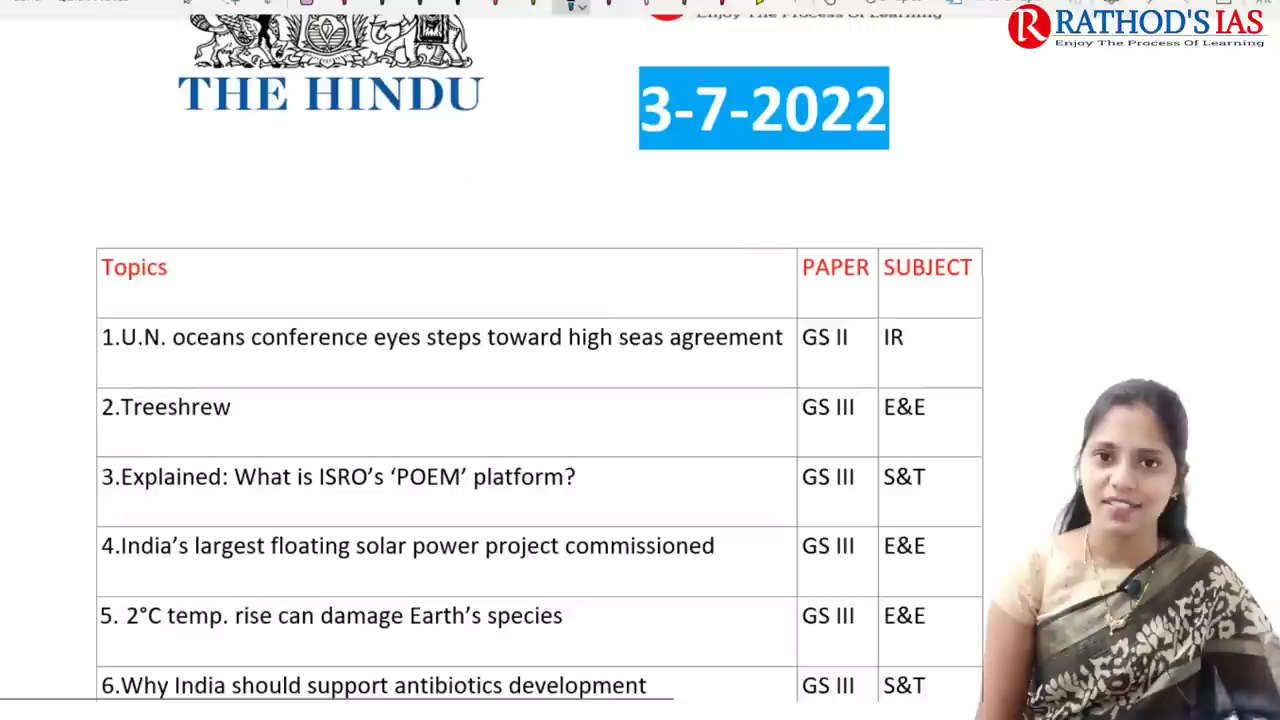 RATHOD'S IAS
Enjoy The Process Of Learning
THE HINDU
3-7-2022
Topics PAPER SUBJECT
1.U.N. oceans conference eyes steps toward high seas agreement GS II IR
2.Treeshrew GS III E&E
3.Explained: What is ISRO's ‘POEM’ platform? GS III S&T
4.India's largest floating solar power project commissioned GS III E&E
5. 2°C temp. rise can damage Earth's species GS III E&E
6.Why India should support antibiotics development GS III S&T